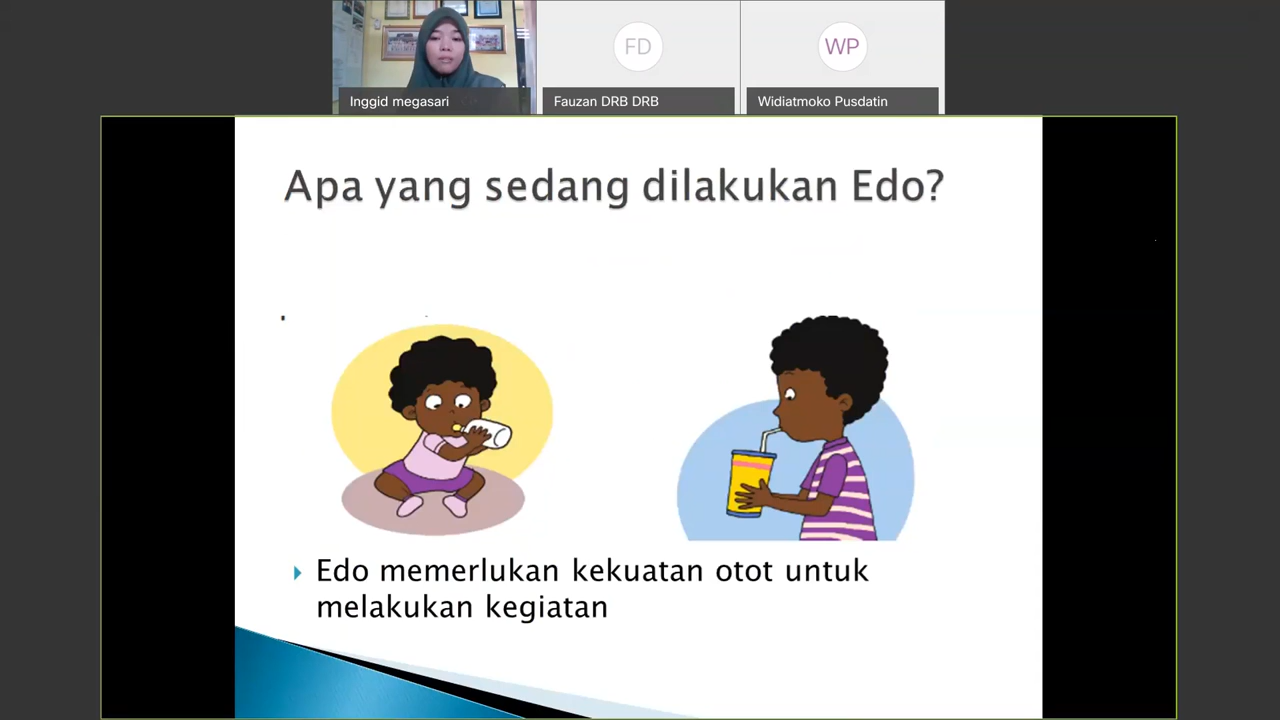 FD
WP
Inggid megasari
Fauzan DRB DRB
Widiatmoko Pusdatin
Apa yang sedang dilakukan Edo?
Edo memerlukan kekuatan otot untuk
melakukan kegiatan